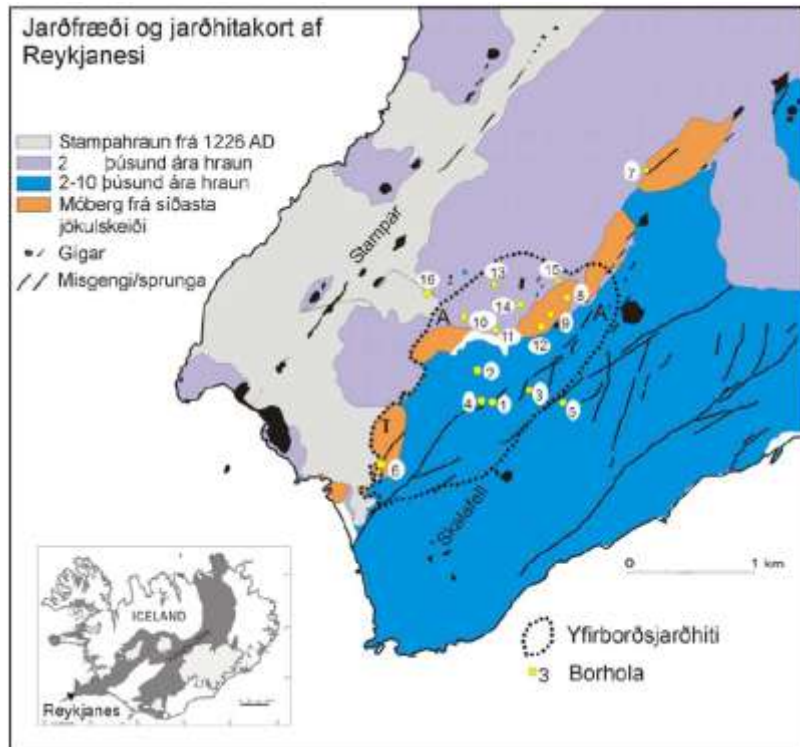 Jarðfræði og jarðhitakort af
Reykjanesi
Stampahraun frá 1226 AD
2 þúsund ára hraun
2-10 þúsund ára hraun
Móberg frá síðasta
jökulskeiði
Gígar
Misgengi/sprunga
Stampar
7
16
13
15
14
8
A
A
10
11
9
12
2
3
4
1
5
T
6
Skalafell
0 1 km
ICELAND
Reykjanes
Yfirborðsjarðhiti
3 Borhola